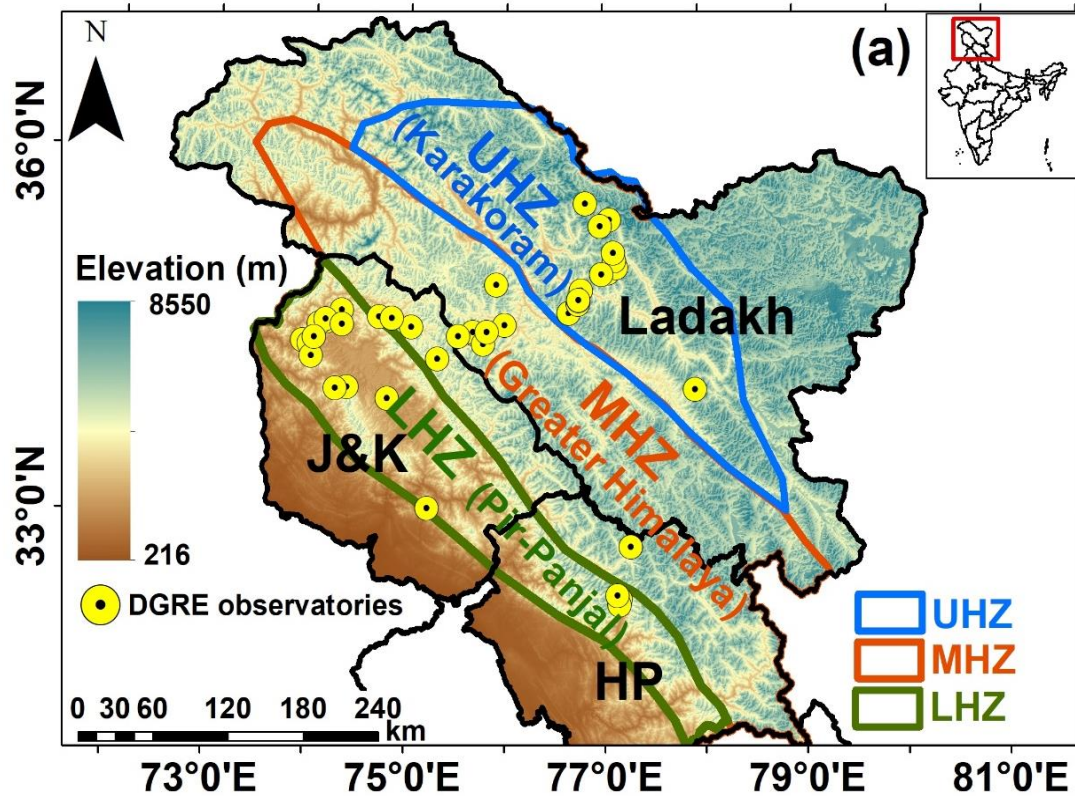 N
(a)
36°0'N
33°0'N
UHZ
(Karakoram)
Elevation (m)
8550
216
Ladakh
MHZ
(Greater Himalaya)
LHZ
(Pir-Panjal)
J&K
HP
DGRE observatories
UHZ
MHZ
LHZ
0 30 60 120 180 240
km
73°0'E 75°0'E 77°0'E 79°0'E 81°0'E